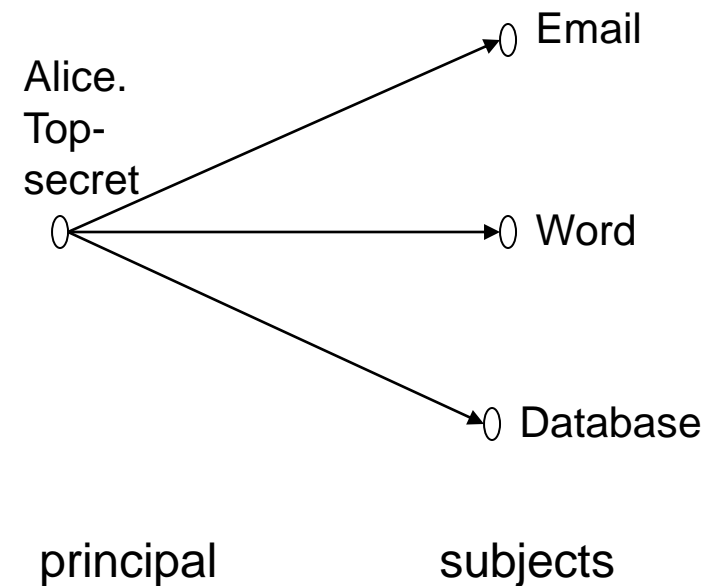 Email
Alice.
Top-
secret
Word
Database
principal
subjects